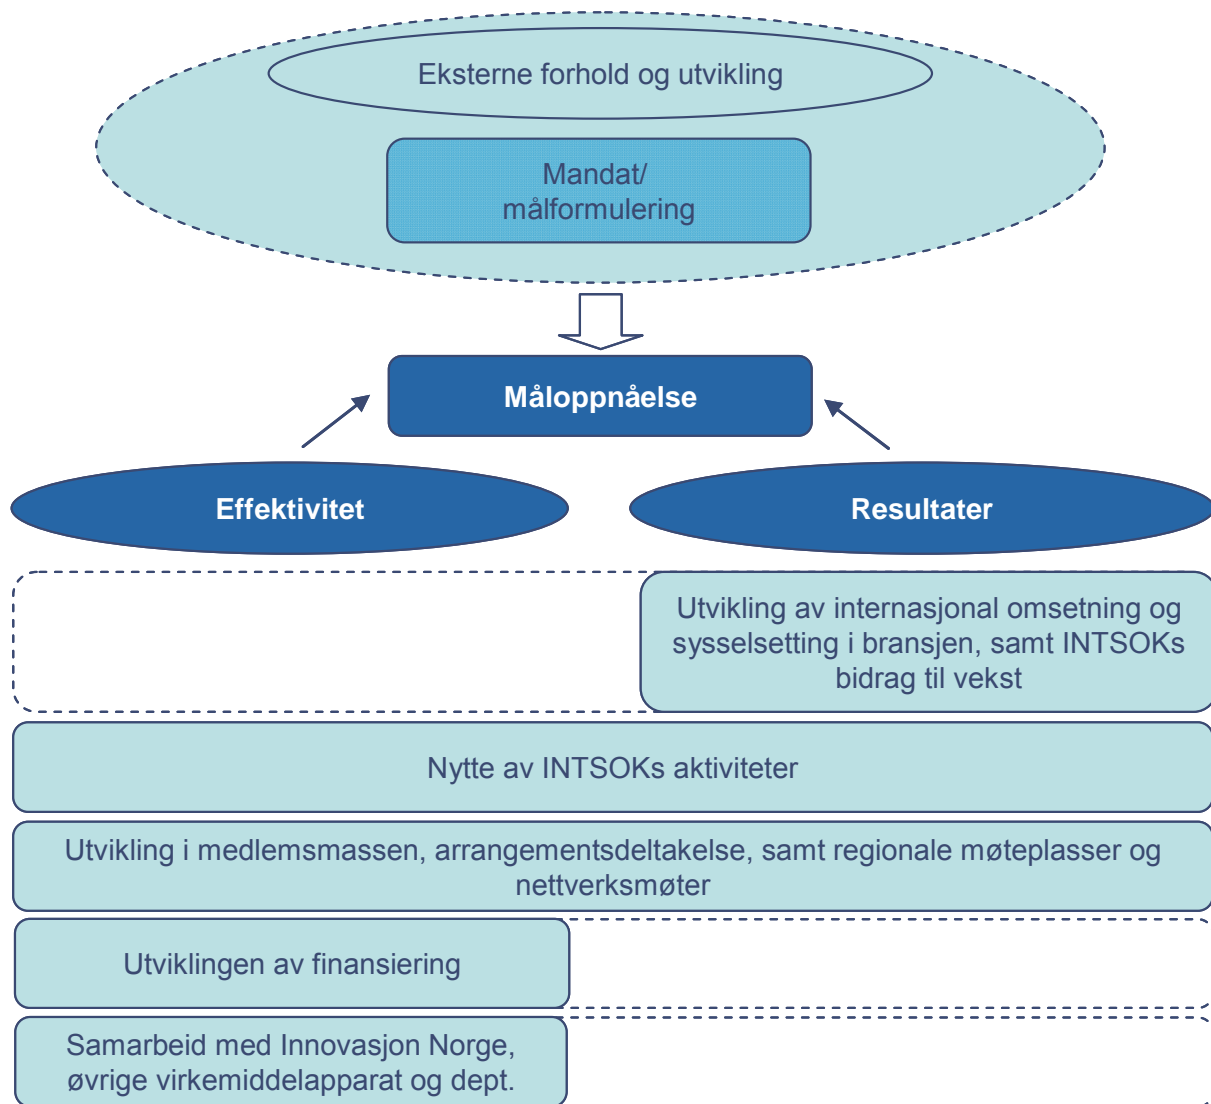 Eksterne forhold og utvikling
Mandat/
målformulering
Måloppnåelse
Effektivitet
Resultater
Utvikling av internasjonal omsetning og
sysselsetting i bransjen, samt INTSOKs
bidrag til vekst
Nytte av INTSOKs aktiviteter
Utvikling i medlemsmassen, arrangementsdeltakelse, samt regionale møteplasser og
nettverksmøter
Utviklingen av finansiering
Samarbeid med Innovasjon Norge,
øvrige virkemiddelapparat og dept.